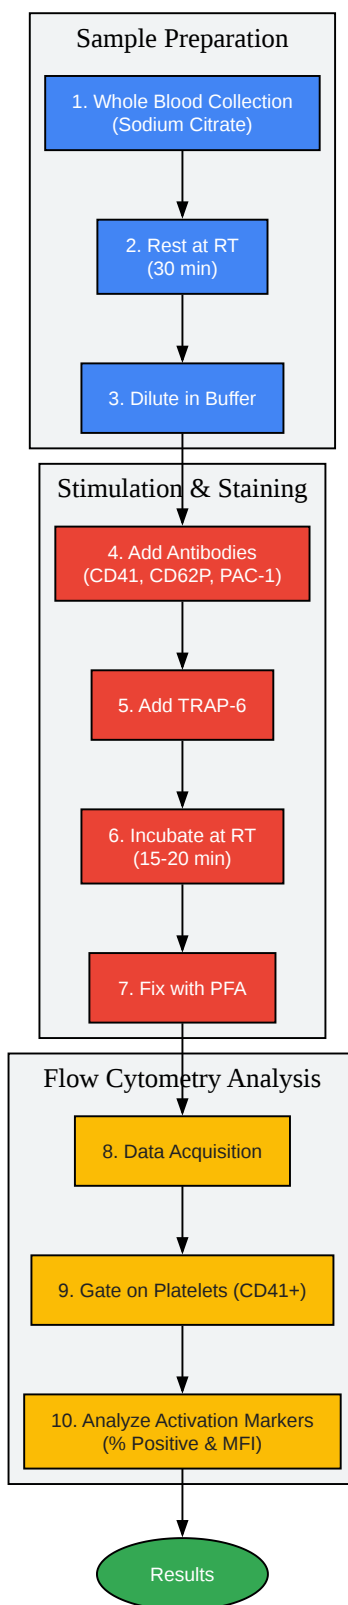 Sample Preparation
1. Whole Blood Collection
(Sodium Citrate)
2. Rest at RT
(30 min)
3. Dilute in Buffer
Stimulation & Staining
4. Add Antibodies
(CD41, CD62P, PAC-1)
5. Add TRAP-6
6. Incubate at RT
(15-20 min)
7. Fix with PFA
Flow Cytometry Analysis
8. Data Acquisition
9. Gate on Platelets (CD41+)
10. Analyze Activation Markers
(% Positive & MFI)
Results